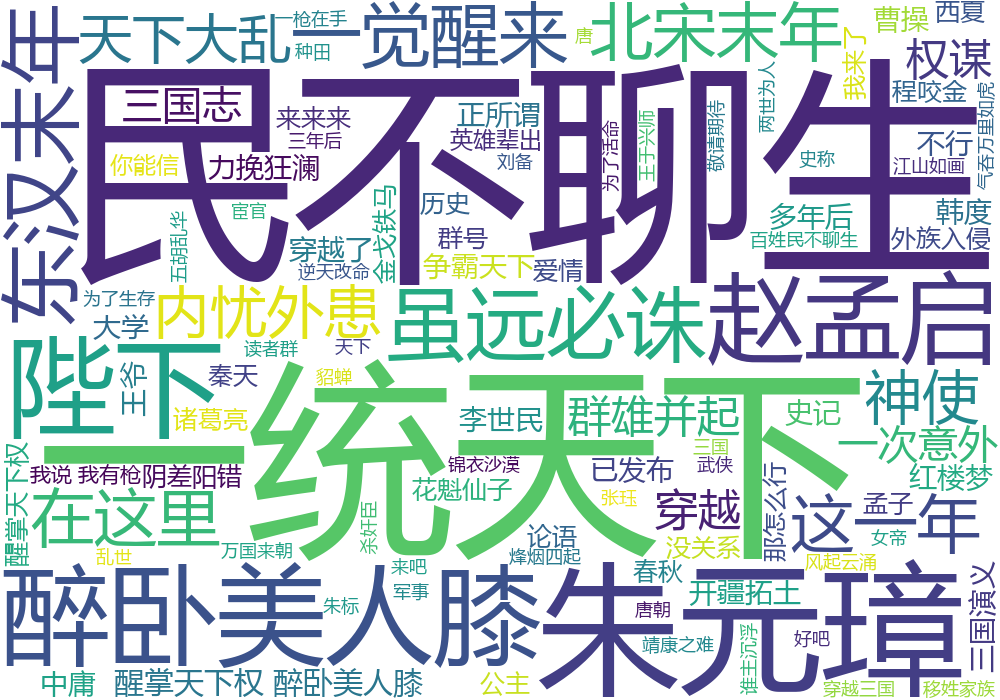 民不聊生
一统天下
东汉末年
天下大乱
一枪在手
种田
一觉醒来
唐
北宋末年
曹操
西夏
我来了
权谋
程咬金
气吞万里如虎
三国志
来来来
三年后
正所谓
英雄辈出
刘备
为了活命
王于兴师
敬请期待
两世为人
史称
不行
江山如画
你能信
力挽狂澜
宦官
历史
群号
金戈铁马
多年后
百姓民不聊生
韩度
外族入侵
五胡乱华
穿越了
逆天改命
争霸天下
爱情
为了生存
大学
内忧外患
虽远必诛
赵孟启
读者群
天下
陛下
王爷
秦天
貂蝉
诸葛亮
李世民
群雄并起
史记
神使
一次意外
红楼梦
醒掌天下权
我说
我有枪
阴差阳错
锦衣沙漠
已发布
三国
武侠
在这里
花魁仙子
张珏
穿越
那怎么行
这一年
孟子
女帝
乱世
万国来朝
杀奸臣
论语
烽烟四起
没关系
风起云涌
醉卧美人膝
来吧
军事
朱标
春秋
朱元璋
唐朝
开疆拓土
靖康之难
谁主沉浮
好吧
三国演义
中庸
醒掌天下权 醉卧美人膝
公主
穿越三国
移姓家族